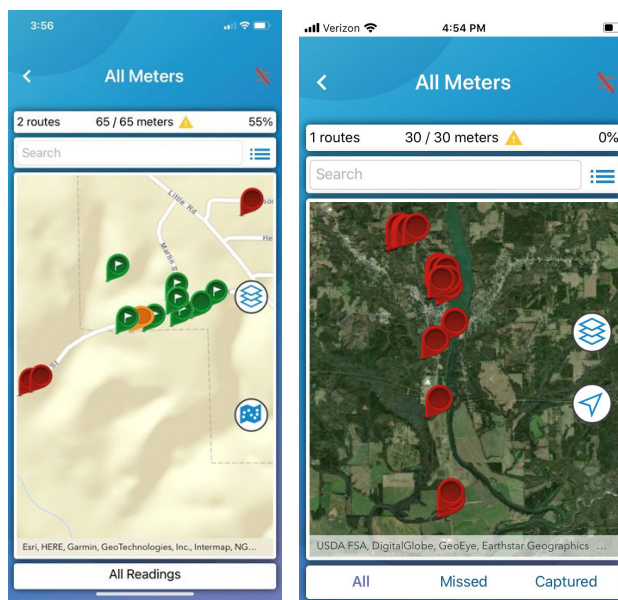 3:56
All Meters
2 routes 65 / 65 meters 55%
Search
Little Rd
Martin S
He
ST
Esri, HERE, Garmin, GeoTechnologies, Inc., Intermap, NG...
All Readings
Verizon 4:54 PM
All Meters
1 routes 30 / 30 meters 0%
Search
USDA FSA, DigitalGlobe, GeoEye, Earthstar Geographics ...
All Missed Captured